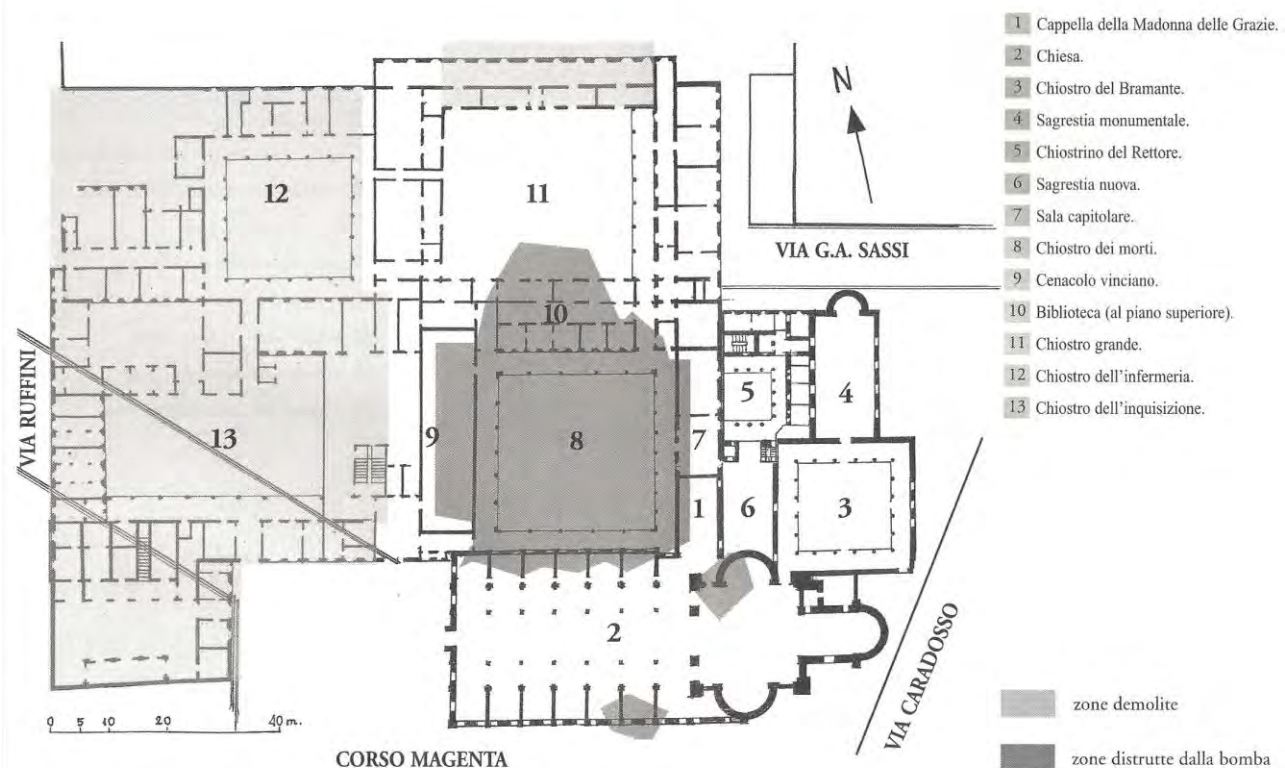 1 Cappella della Madonna delle Grazie.
2 Chiesa.
3 Chiostro del Bramante.
4 Sagrestia monumentale.
5 Chiostrino del Rettore.
6 Sagrestia nuova.
7 Sala capitolare.
8 Chiostro dei morti.
9 Cenacolo vinciano.
10 Biblioteca (al piano superiore).
11 Chiostro grande.
12 Chiostro dell'infermeria.
13 Chiostro dell'inquisizione.
N
12
11
VIA G.A. SASSI
10
VIA RUFFINI
5
4
13
9
8
7
1
6
3
2
VIA CARADOSSO
0 5 10 20 40 m.
CORSO MAGENTA
zone demolite
zone distrutte dalla bomba